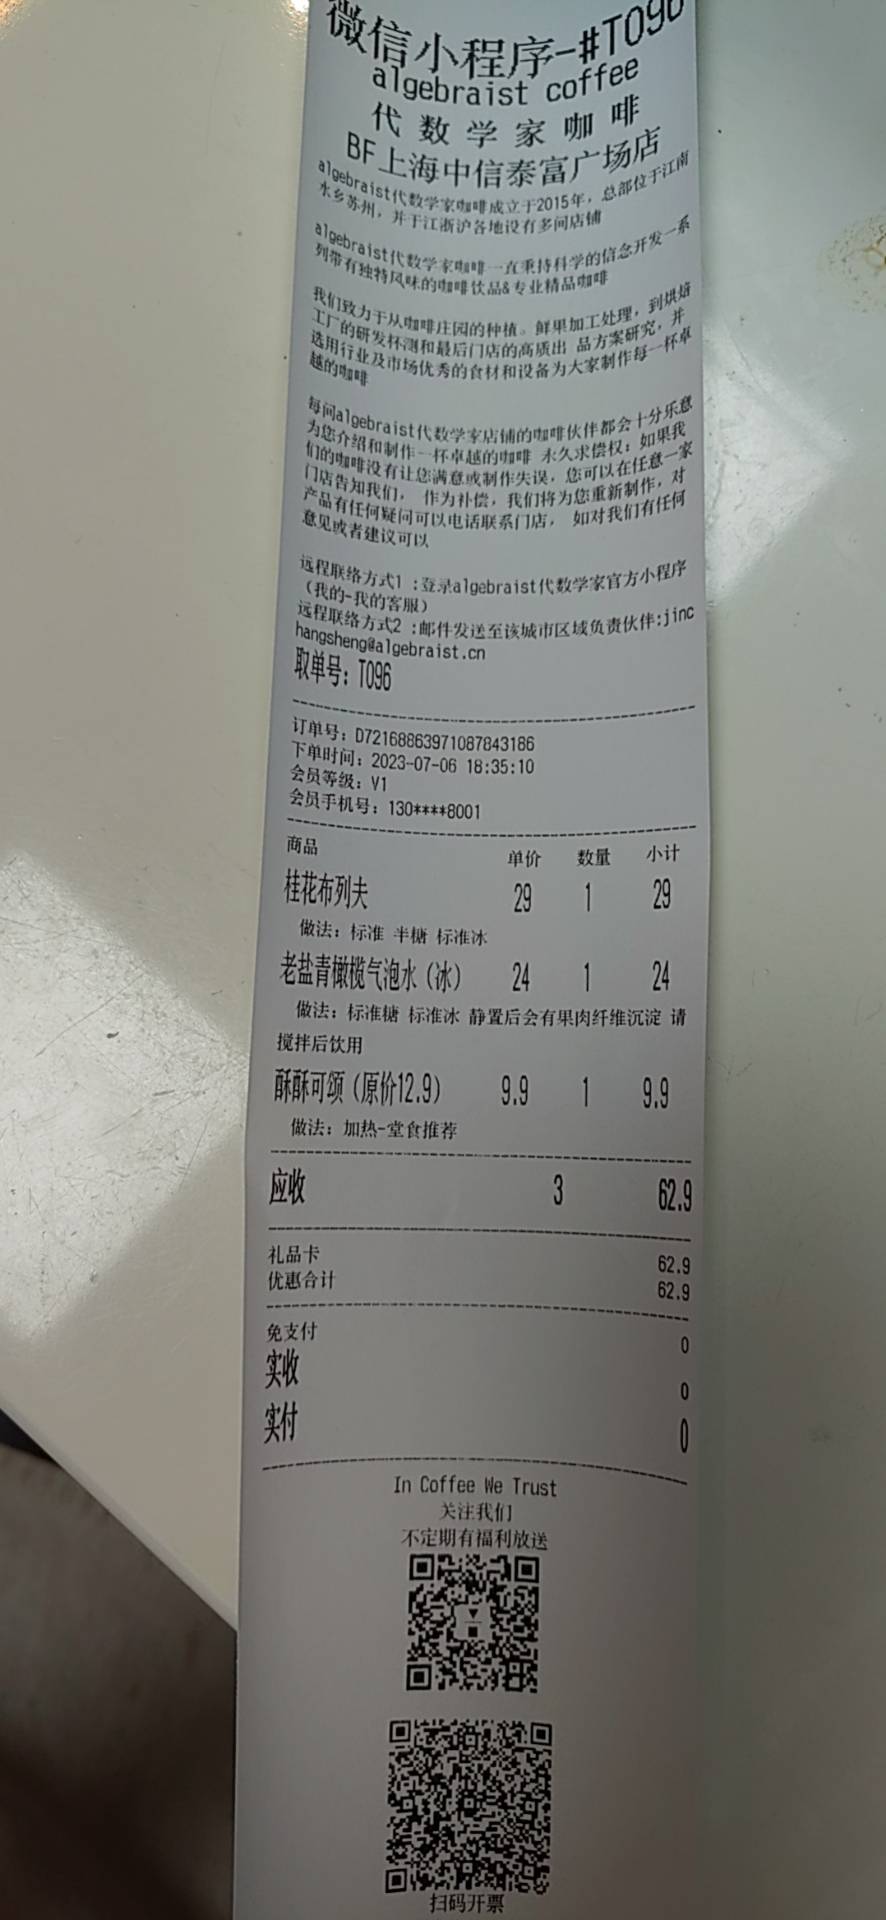 微信小程序-#T096
algebraist coffee
代数学家咖啡
BF上海中信泰富广场店
algebraist代数学家咖啡成立于2015年，总部位于江南
水乡苏州，并于江浙沪各地设有多间店铺
algebraist代数学家咖啡一直秉持科学的信念开发一系
列带有独特风味的咖啡饮品&专业精品咖啡
我们致力于从咖啡庄园的种植。鲜果加工处理，到烘焙
工厂的研发杯测和最后门店的高质出 品方案研究，并
选用行业及市场优秀的食材和设备为大家制作每一杯卓
越的咖啡
每间algebraist代数学家店铺的咖啡伙伴都会十分乐意
为您介绍和制作一杯卓越的咖啡 永久求偿权：如果我
们的咖啡没有让您满意或制作失误，您可以在任意一家
门店告知我们， 作为补偿，我们将为您重新制作，对
产品有任何疑问可以电话联系门店， 如对我们有任何
意见或者建议可以
远程联络方式1 :登录algebraist代数学家官方小程序
（我的-我的客服）
远程联络方式2 :邮件发送至该城市区域负责伙伴:jinc
hangsheng@algebraist.cn
取单号：T096
订单号：D72168863971087843186
下单时间：2023-07-06 18:35:10
会员等级：V1
会员手机号：130****8001
商品 单价 数量 小计
桂花布列夫 29 1 29
做法：标准 半糖 标准冰
老盐青橄榄气泡水（冰） 24 1 24
做法：标准糖 标准冰 静置后会有果肉纤维沉淀 请
搅拌后饮用
酥酥可颂（原价12.9） 9.9 1 9.9
做法：加热-堂食推荐
应收 3 62.9
礼品卡 62.9
优惠合计 62.9
免支付 0
实收 0
实付 0
In Coffee We Trust
关注我们
不定期有福利放送
扫码开票